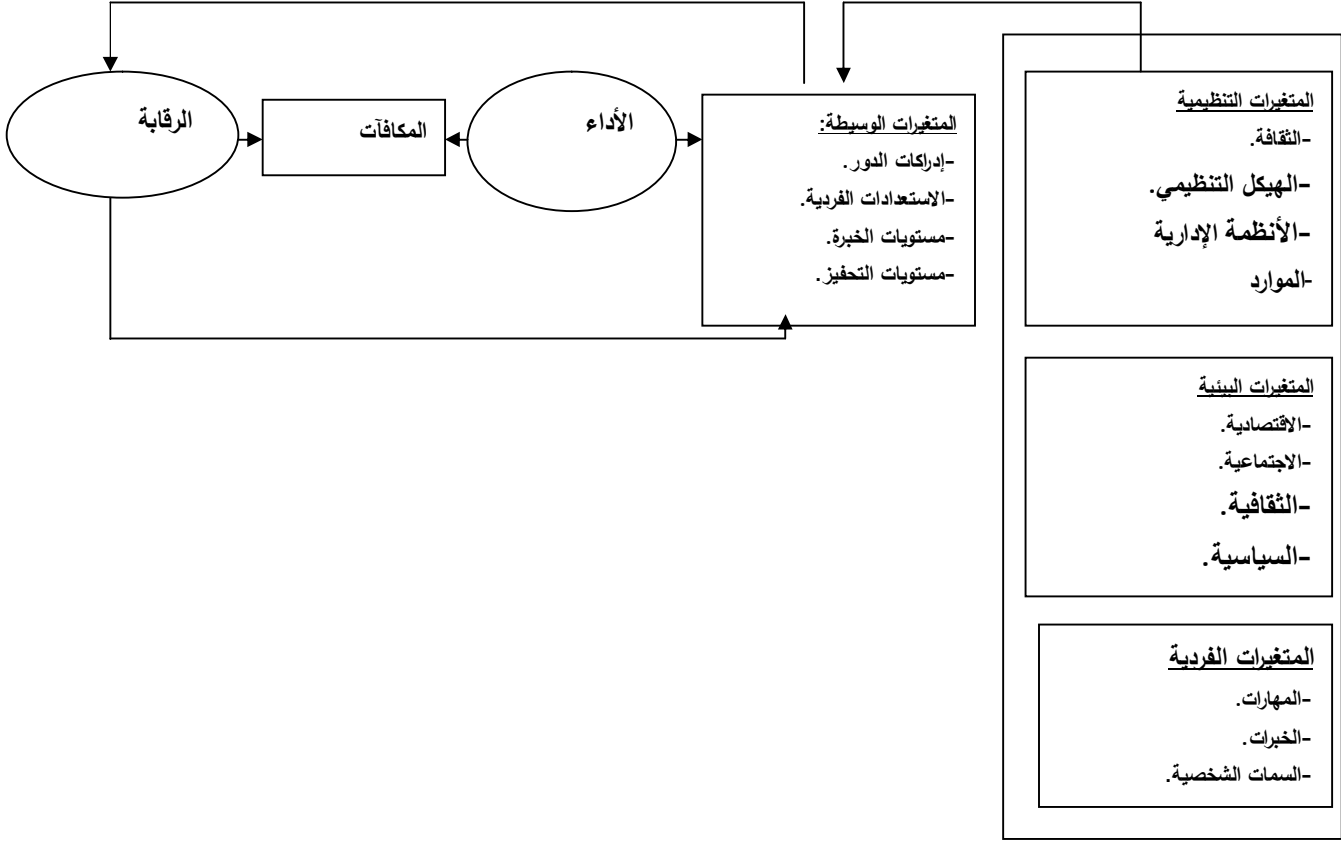 المتغيرات التنظيمية
-الثقافة.
-الهيكل التنظيمي.
-الأنظمة الإدارية
-الموارد
المتغيرات البيئية
-الاقتصادية.
-الاجتماعية.
-الثقافية.
-السياسية.
المتغيرات الفردية
-المهارات.
-الخبرات.
-السمات الشخصية.
المتغيرات الوسيطة:
-إدراكات الدور.
-الاستعدادات الفردية.
-مستويات الخبرة.
-مستويات التحفيز.
الأداء
المكافآت
الرقابة